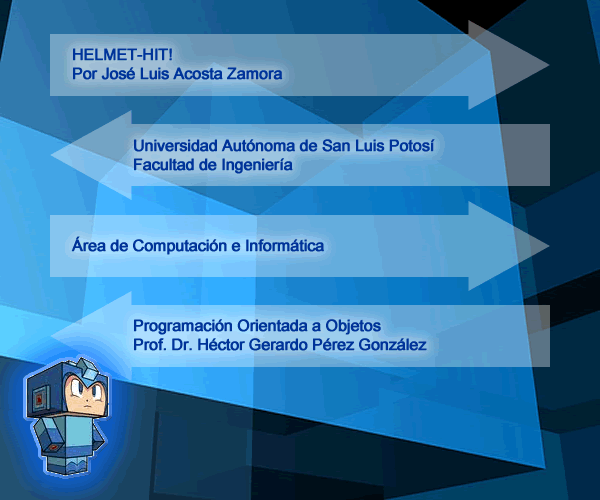 HELMET-HIT!
Por José Luis Acosta Zamora
Universidad Autónoma de San Luis Potosí
Facultad de Ingeniería
Área de Computación e Informática
Programación Orientada a Objetos
Prof. Dr. Héctor Gerardo Pérez González